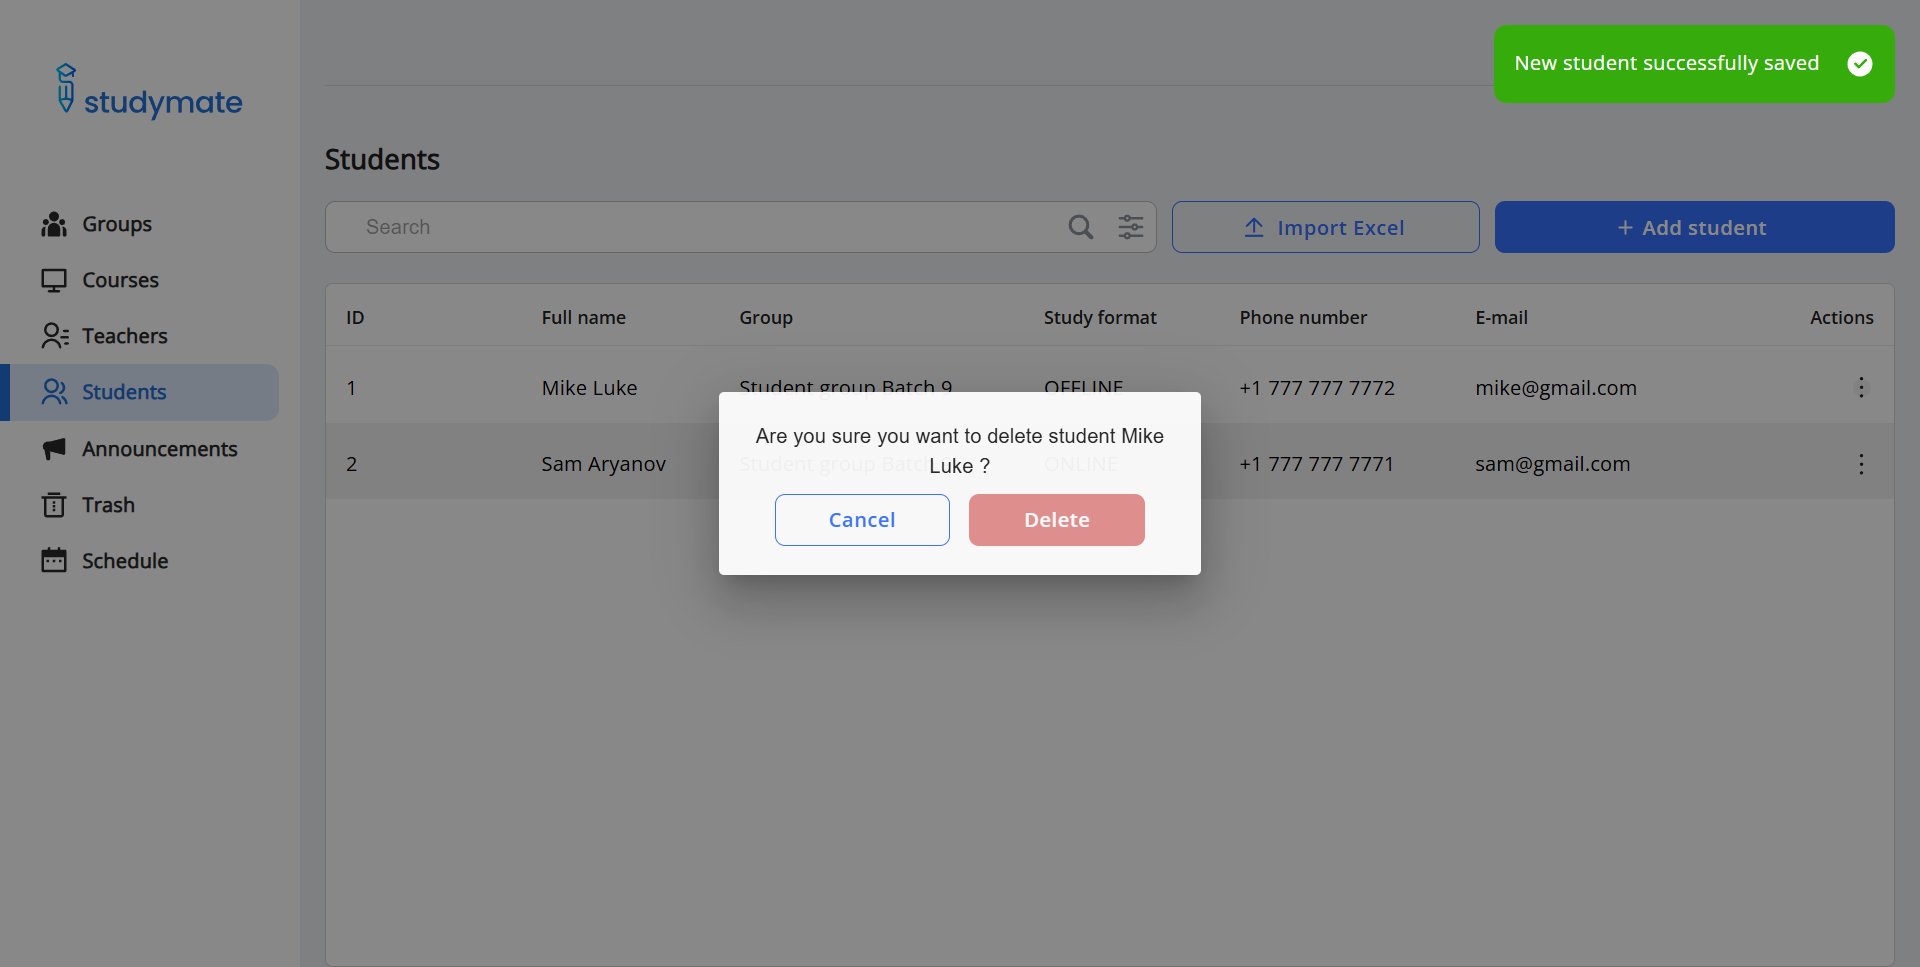 studymate
New student successfully saved
Groups
Courses
Teachers
Students
Announcements
Trash
Schedule
Students
Search
Import Excel
+ Add student
ID Full name Group Study format Phone number E-mail Actions
1 Mike Luke Student group Batch 9 OFFLINE +1 777 777 7772 mike@gmail.com
2 Sam Aryanov Student group Batch ONLINE +1 777 777 7771 sam@gmail.com
Are you sure you want to delete student Mike
Luke ?
Cancel Delete